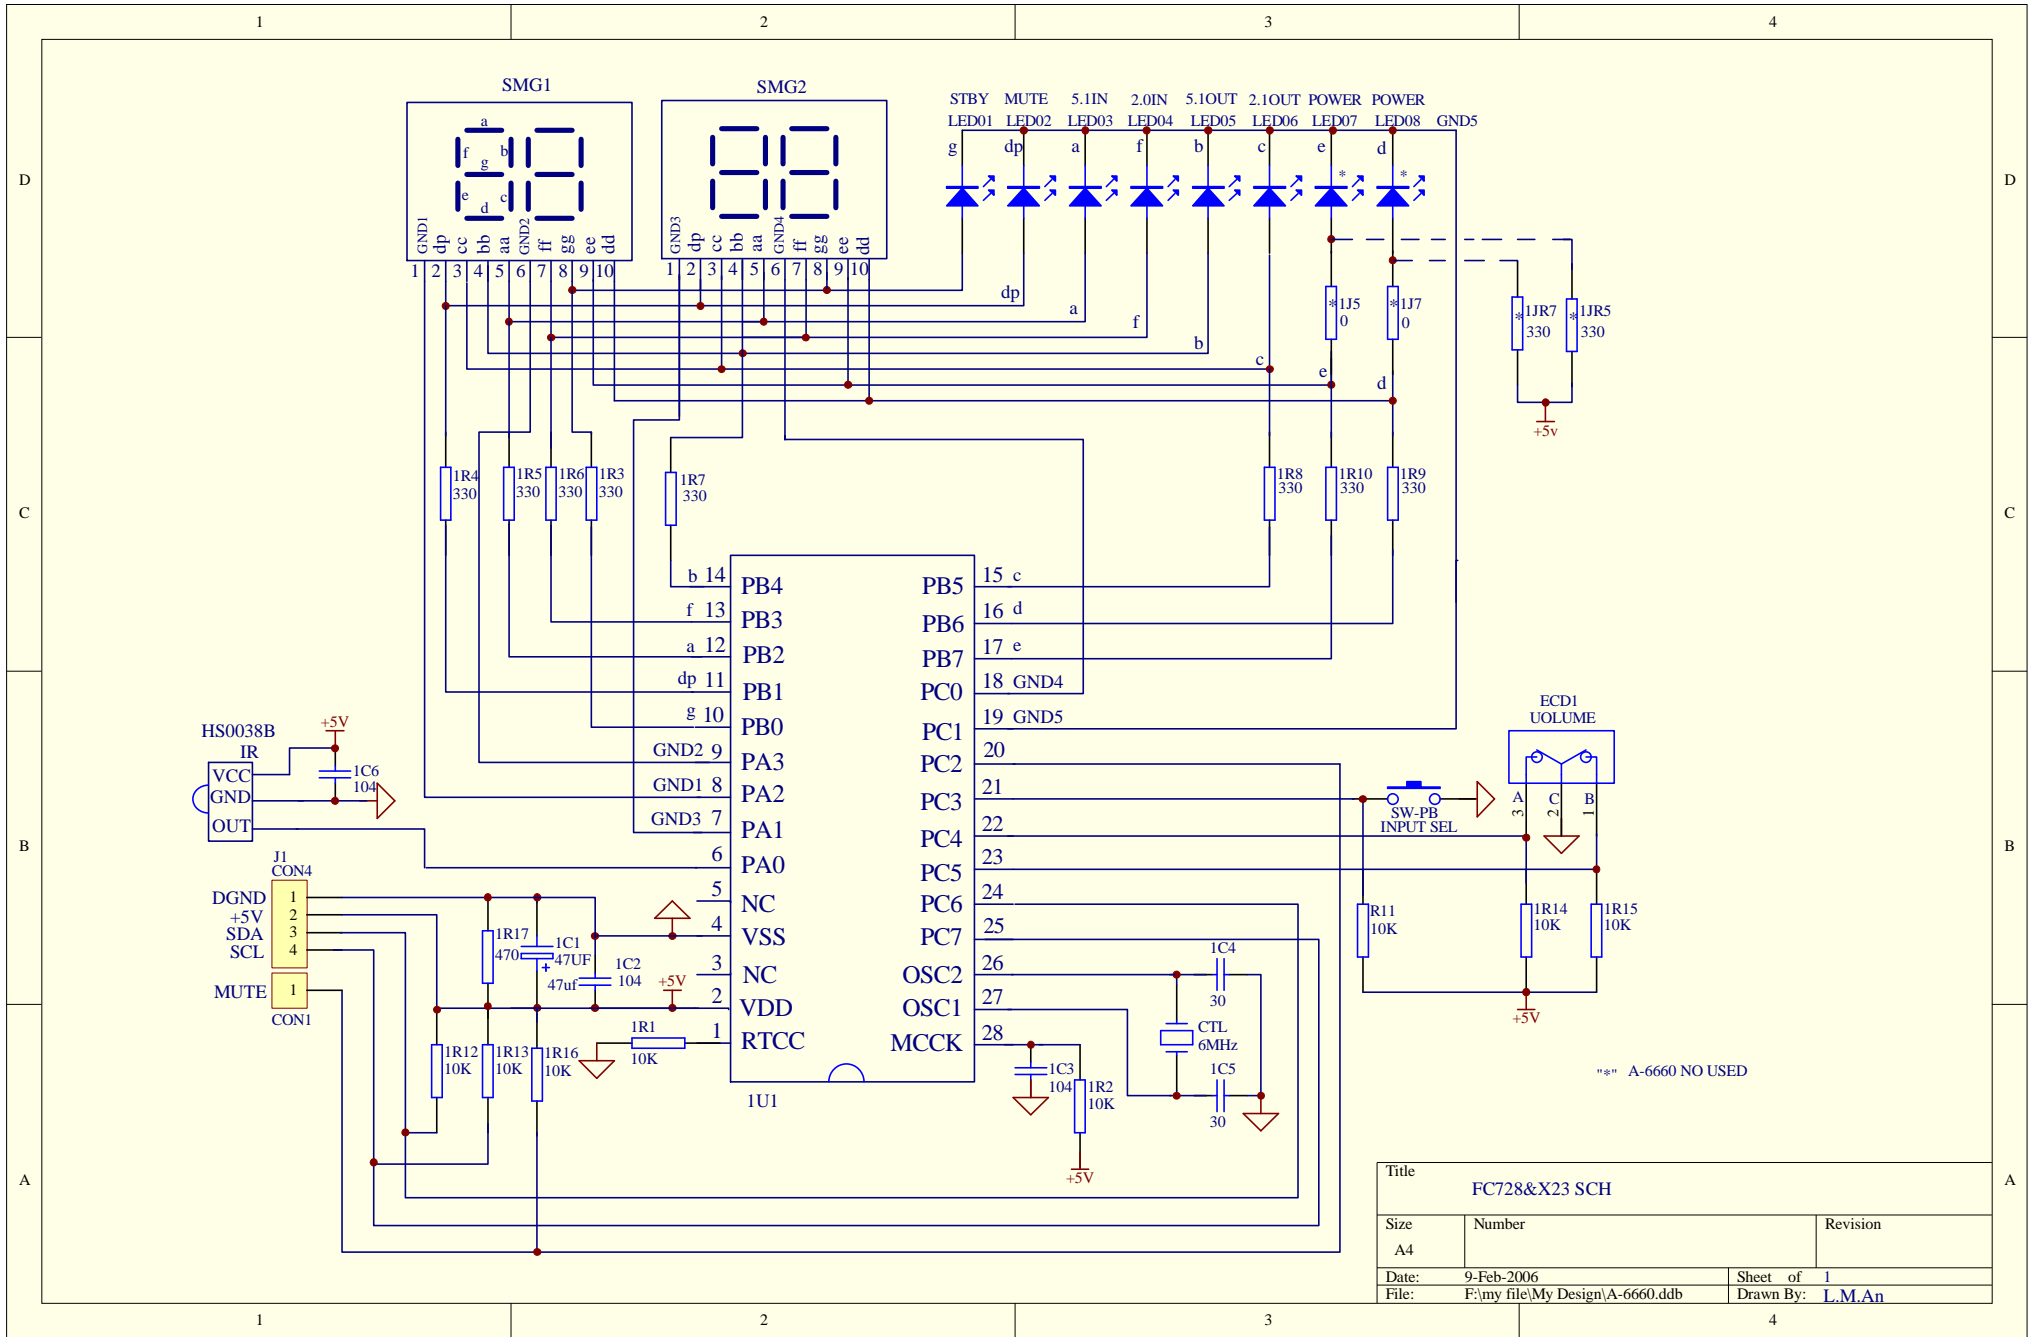 1 2 3 4
D D
C C
B B
A A
SMG1
SMG2
a
f b
g
e c
d
GND1 dp cc bb aa GND2 ff gg ee dd
1 2 3 4 5 6 7 8 9 10
GND3 dp cc bb aa GND4 ff gg ee dd
1 2 3 4 5 6 7 8 9 10
STBY MUTE 5.1IN 2.0IN 5.1OUT 2.1OUT POWER POWER
LED01 LED02 LED03 LED04 LED05 LED06 LED07 LED08 GND5
g dp a f b c e d
* *
dp
a
f
b
c
e
d
*1J5
0
*1J7
0
*1JR7
330
*1JR5
330
+5v
1R4
330
1R5
330
1R6
330
1R3
330
1R7
330
1R8
330
1R10
330
1R9
330
b 14 PB4
f 13 PB3
a 12 PB2
dp 11 PB1
g 10 PB0
GND2 9 PA3
GND1 8 PA2
GND3 7 PA1
6 PA0
5 NC
4 VSS
3 NC
2 VDD
1 RTCC
PB5 15 c
PB6 16 d
PB7 17 e
PC0 18 GND4
PC1 19 GND5
PC2 20
PC3 21
PC4 22
PC5 23
PC6 24
PC7 25
OSC2 26
OSC1 27
MCCK 28
1U1
HS0038B
IR
VCC
GND
OUT
+5V
1C6
104
J1
CON4
DGND 1
+5V 2
SDA 3
SCL 4
MUTE 1
CON1
1R17
470
1C1
47UF
+
47uf
1C2
104
+5V
1R1
10K
1R12
10K
1R13
10K
1R16
10K
1C3
104
1R2
10K
+5V
CTL
6MHz
1C4
30
1C5
30
SW-PB
INPUT SEL
ECD1
UOLUME
A C B
3 2 1
R11
10K
1R14
10K
1R15
10K
+5V
"*" A-6660 NO USED
Title
FC728&X23 SCH
Size Number Revision
A4
Date: 9-Feb-2006 Sheet of 1
File: F:\my file\My Design\A-6660.ddb Drawn By: L.M.An
1 2 3 4